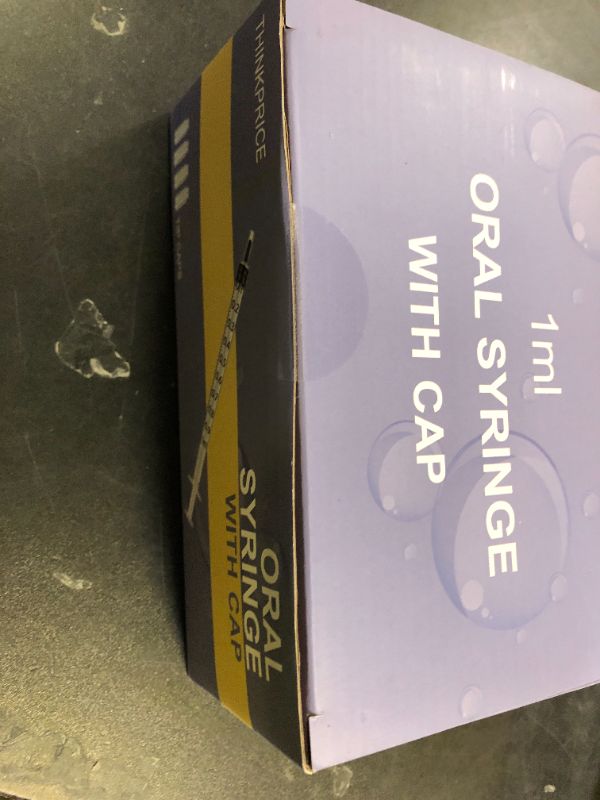 1ml
ORAL SYRINGE
WITH CAP
THINKPRICE
ORAL
SYRINGE
WITH CAP